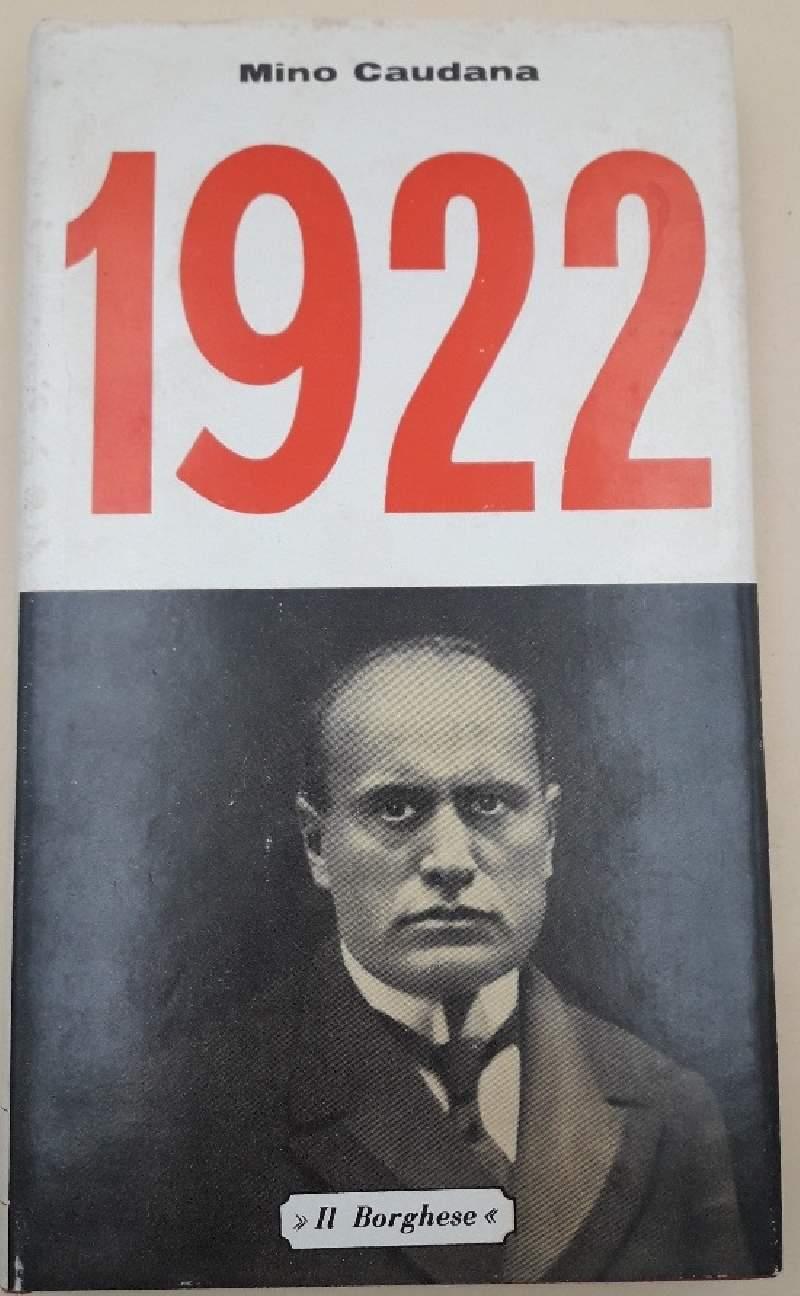 Mino Caudana
1922
» Il Borghese «